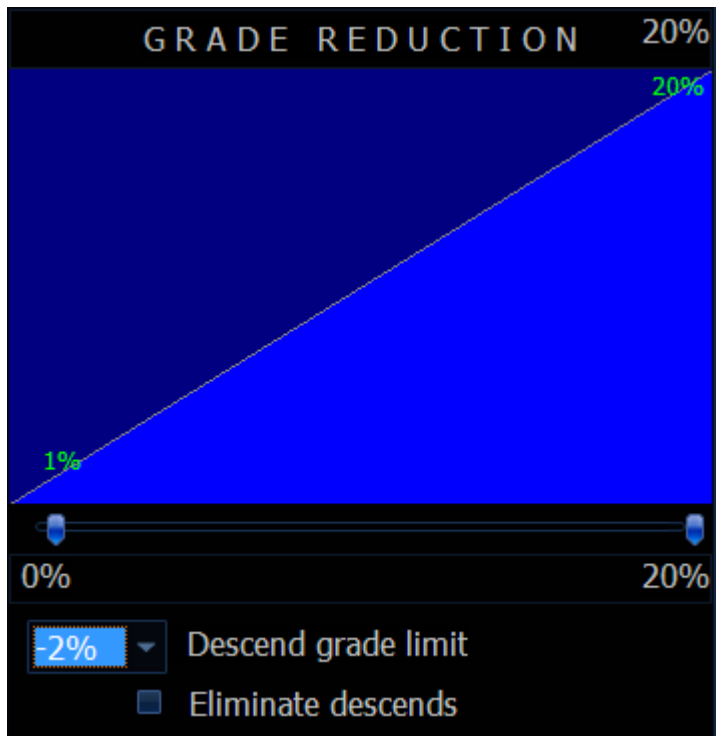 GRADE REDUCTION 20%
20%
1%
0% 20%
-2% Descend grade limit
Eliminate descends